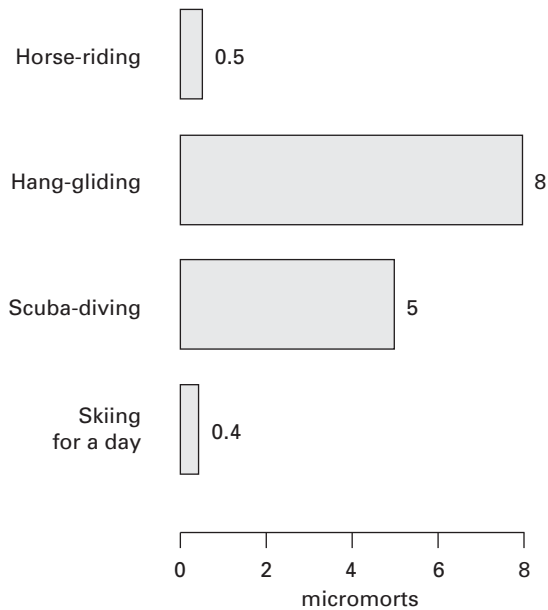 Horse-riding
0.5
Hang-gliding
8
Scuba-diving
5
Skiing
for a day
0.4
0 2 4 6 8
micromorts